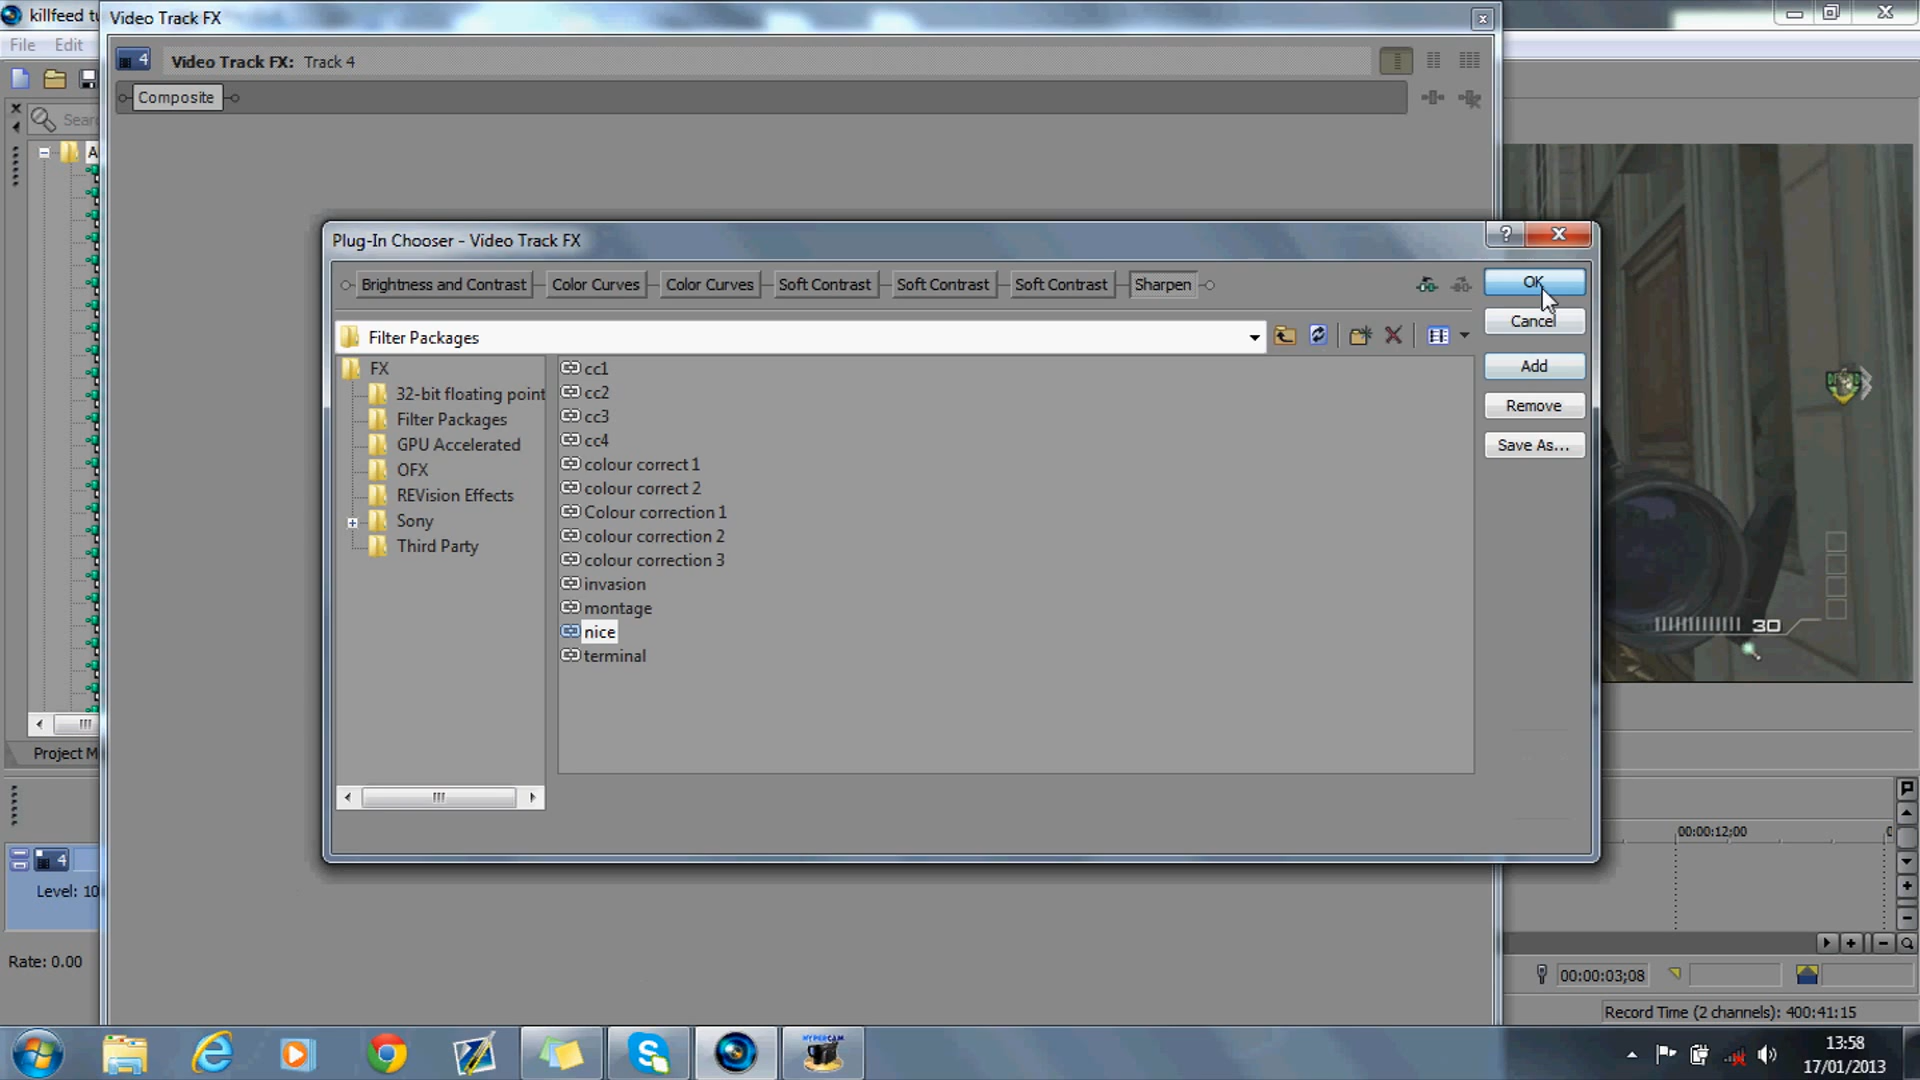 killfeed tu
Video Track FX
File Edit
4 Video Track FX: Track 4
Composite
Sear
A
Plug-In Chooser - Video Track FX
Brightness and Contrast Color Curves Color Curves Soft Contrast Soft Contrast Soft Contrast Sharpen
OK
Filter Packages
Cancel
FX
32-bit floating point
Filter Packages
GPU Accelerated
OFX
REVision Effects
Sony
Third Party
cc1
cc2
cc3
cc4
colour correct 1
colour correct 2
Colour correction 1
colour correction 2
colour correction 3
invasion
montage
nice
terminal
Add
Remove
Save As...
30
Project M
00:00:12;00
4
Level: 10
Rate: 0.00
00:00:03;08
Record Time (2 channels): 400:41:15
HYPERCAM
13:58
17/01/2013